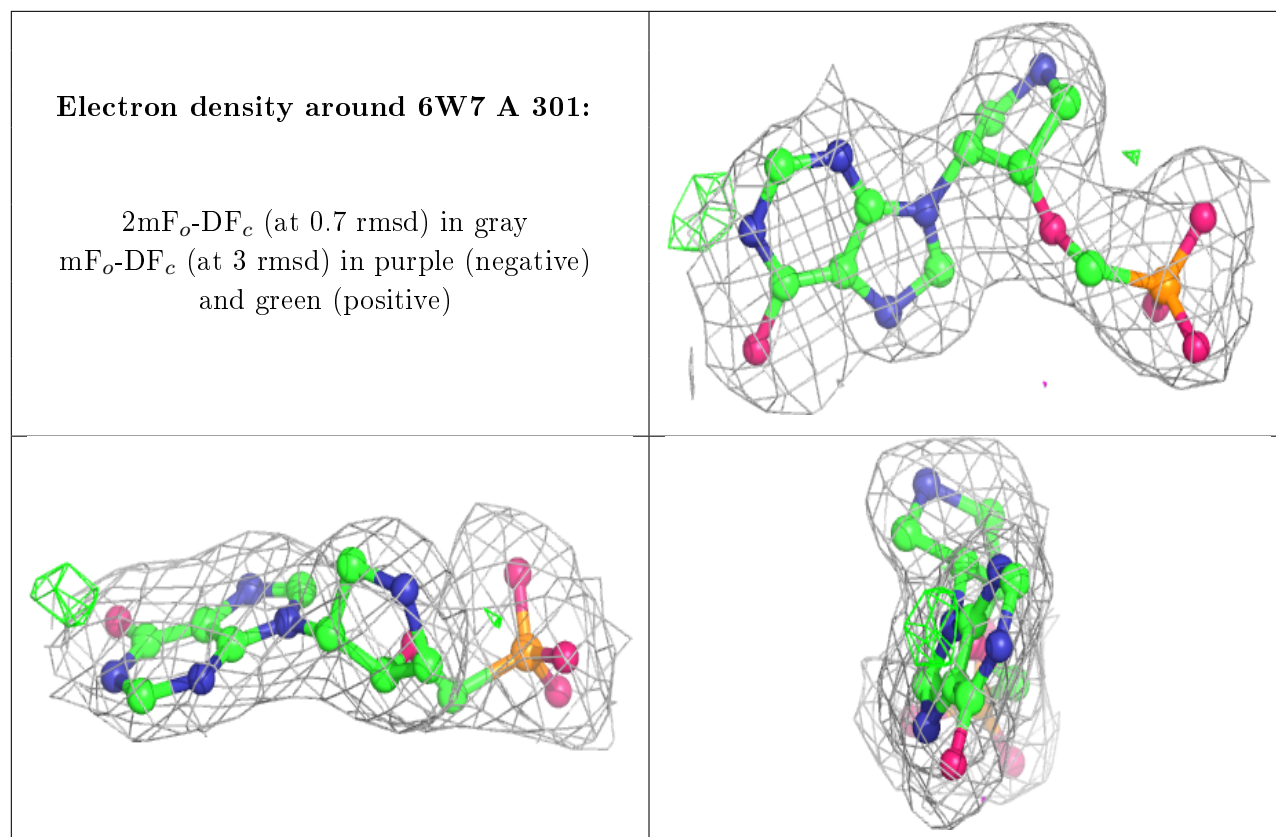 Electron density around 6W7 A 301:
2mFo-DFc (at 0.7 rmsd) in gray
mFo-DFc (at 3 rmsd) in purple (negative)
and green (positive)